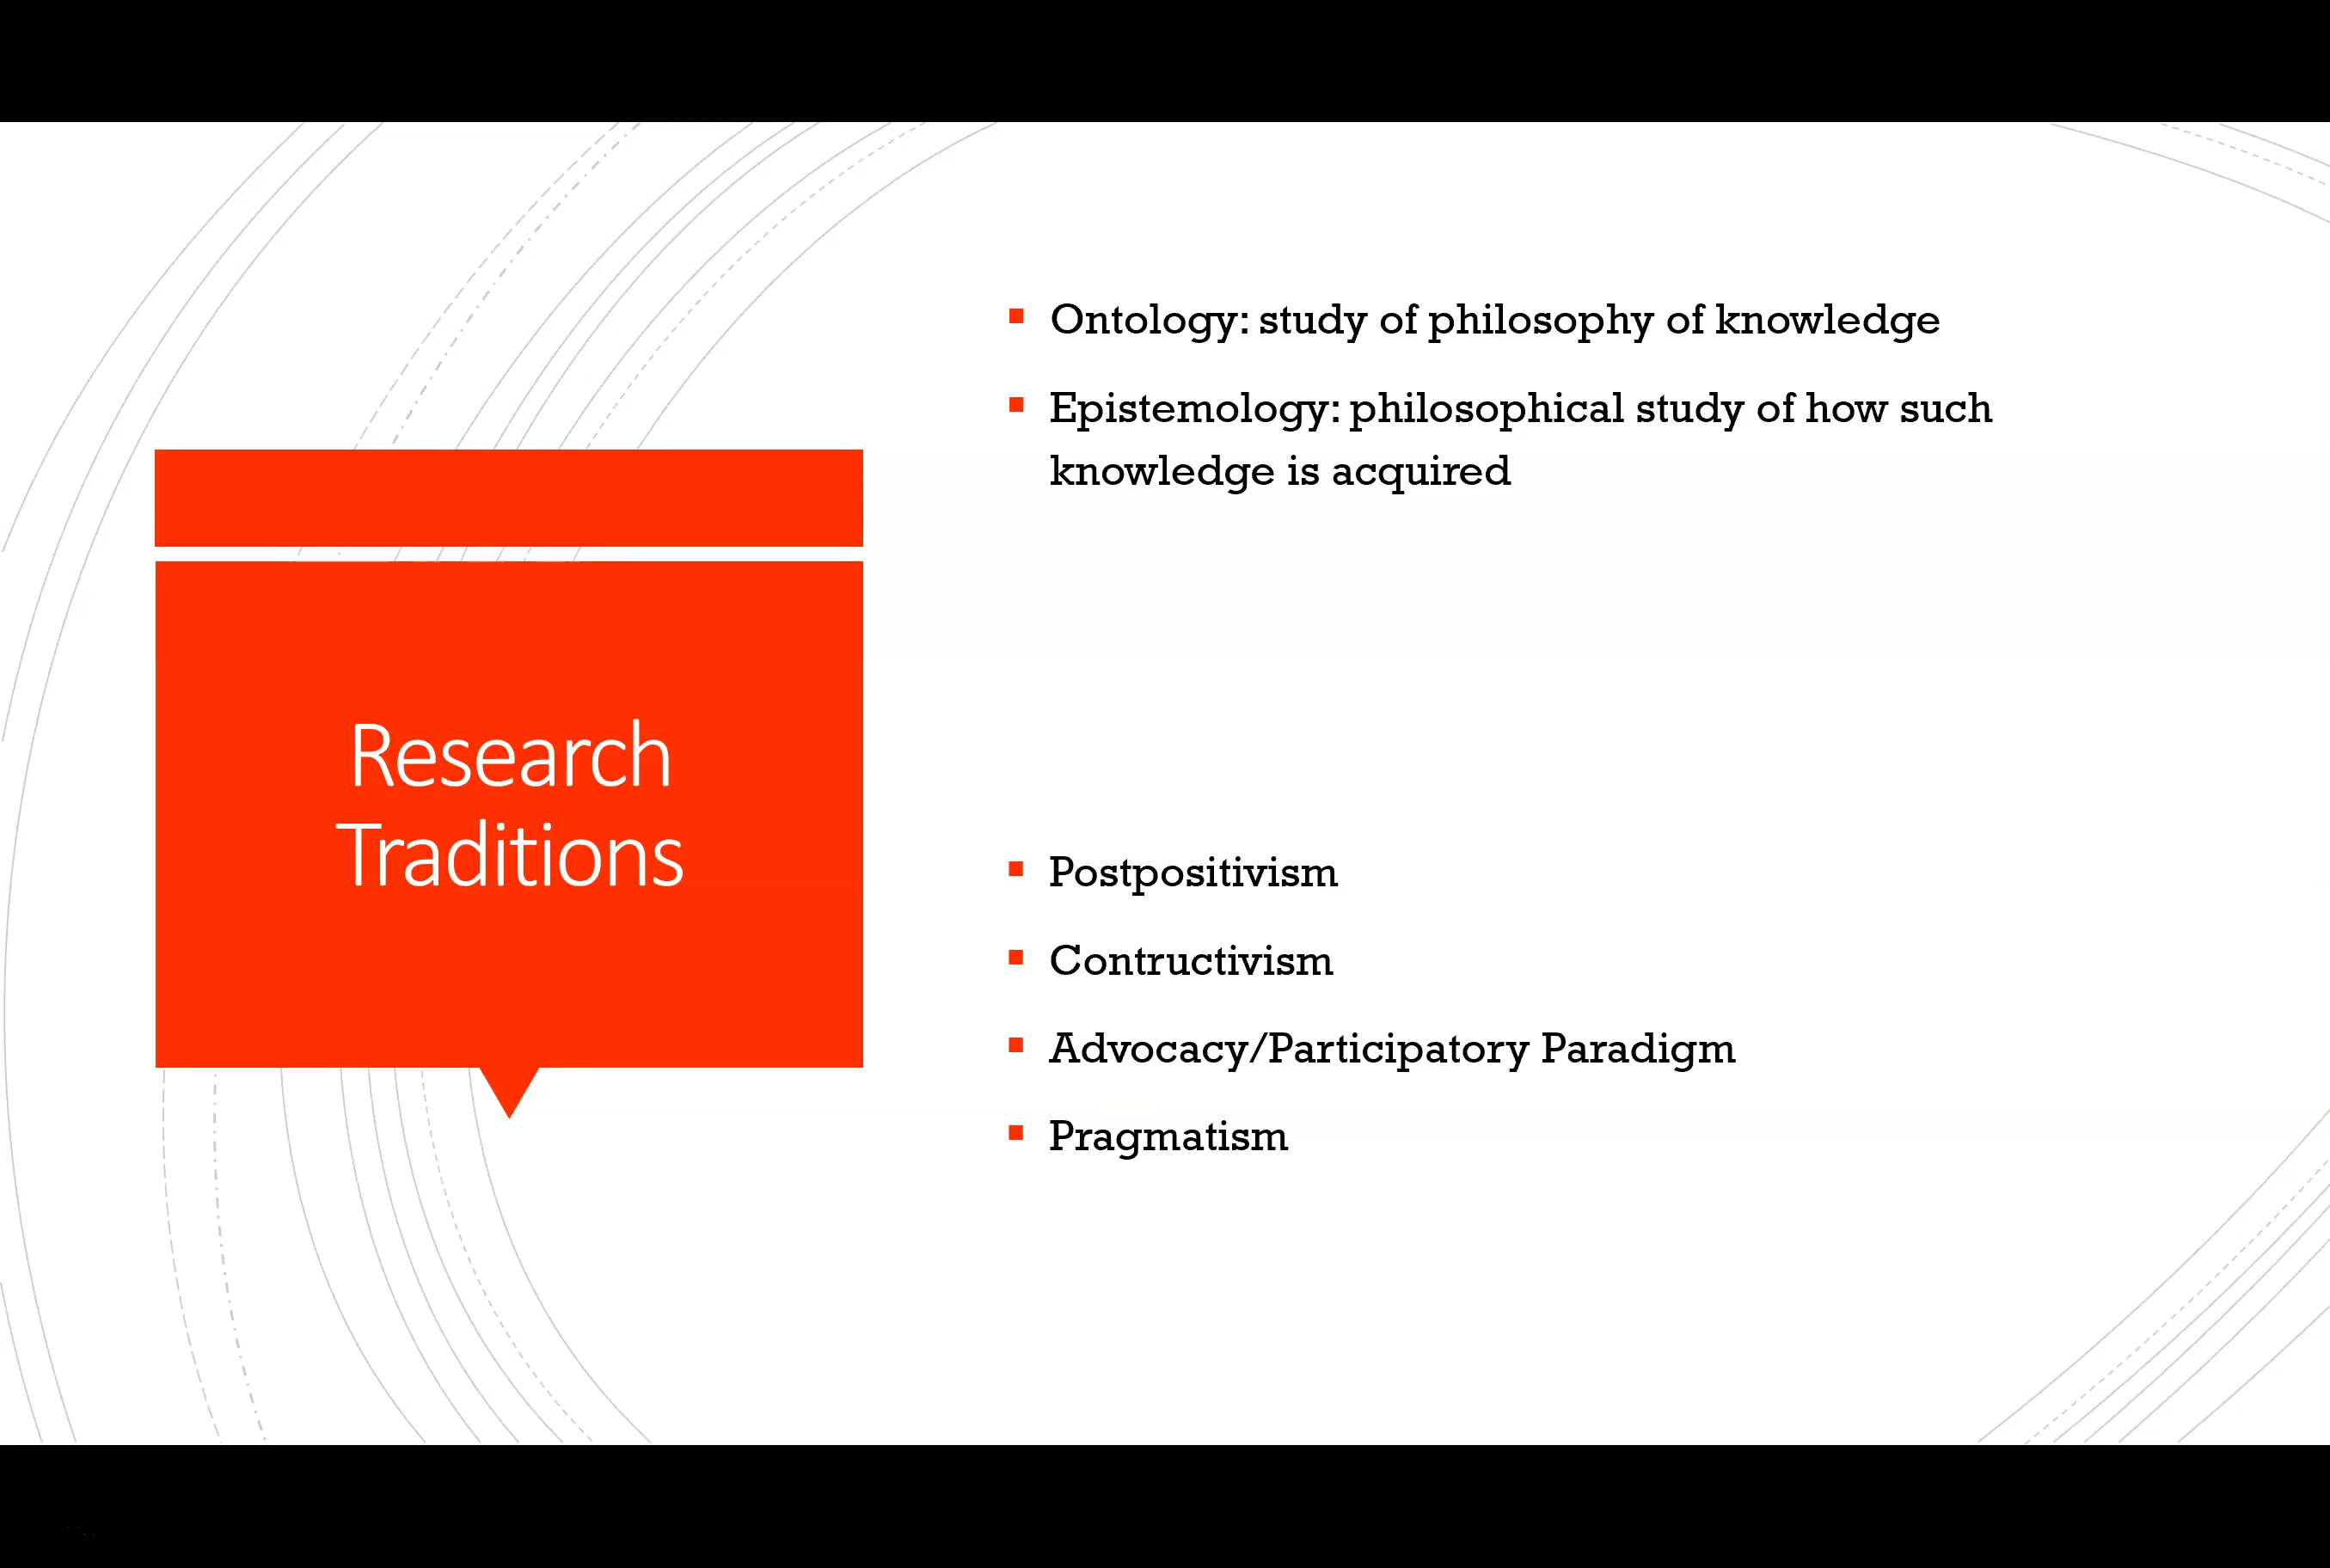 Research
Traditions
Ontology: study of philosophy of knowledge
Epistemology: philosophical study of how such
knowledge is acquired
Postpositivism
Contructivism
Advocacy/Participatory Paradigm
Pragmatism